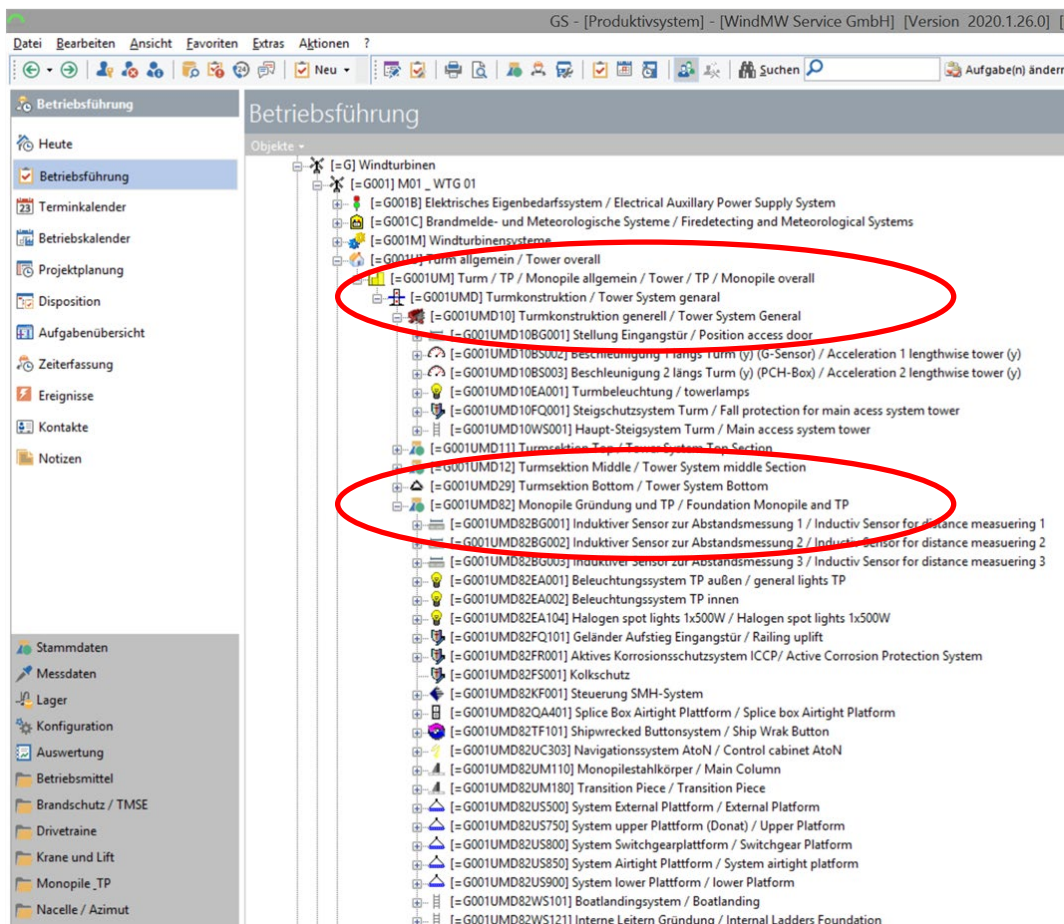 GS - [Produktivsystem] - [WindMW Service GmbH] [Version 2020.1.26.0] [
Datei Bearbeiten Ansicht Favoriten Extras Aktionen ?
Neu Suchen Aufgabe(n) ändern
Betriebsführung
Heute
Betriebsführung
23 Terminkalender
Betriebskalender
Projektplanung
Disposition
Aufgabenübersicht
Zeiterfassung
Ereignisse
Kontakte
Notizen
Stammdaten
Messdaten
Lager
Konfiguration
Auswertung
Betriebsmittel
Brandschutz / TMSE
Drivetraine
Krane und Lift
Monopile_TP
Nacelle / Azimut
Betriebsführung
Objekte
[=G] Windturbinen
[=G001] M01 _ WTG 01
[=G001B] Elektrisches Eigenbedarfssystem / Electrical Auxillary Power Supply System
[=G001C] Brandmelde- und Meteorologische Systeme / Firedetecting and Meteorological Systems
[=G001M] Windturbinensysteme
[=G001U] Turm allgemein / Tower overall
[=G001UM] Turm / TP / Monopile allgemein / Tower / TP / Monopile overall
[=G001UMD] Turmkonstruktion / Tower System genaral
[=G001UMD10] Turmkonstruktion generell / Tower System General
[=G001UMD10BG001] Stellung Eingangstür / Position access door
[=G001UMD10BS002] Beschleunigung 1 längs Turm (y) (G-Sensor) / Acceleration 1 lengthwise tower (y)
[=G001UMD10BS003] Beschleunigung 2 längs Turm (y) (PCH-Box) / Acceleration 2 lengthwise tower (y)
[=G001UMD10EA001] Turmbeleuchtung / towerlamps
[=G001UMD10FQ001] Steigschutzsystem Turm / Fall protection for main acess system tower
[=G001UMD10WS001] Haupt-Steigsystem Turm / Main access system tower
[=G001UMD11] Turmsektion Top / Tower System Top Section
[=G001UMD12] Turmsektion Middle / Tower System middle Section
[=G001UMD29] Turmsektion Bottom / Tower System Bottom
[=G001UMD82] Monopile Gründung und TP / Foundation Monopile and TP
[=G001UMD82BG001] Induktiver Sensor zur Abstandsmessung 1 / Inductiv Sensor for distance measuering 1
[=G001UMD82BG002] Induktiver Sensor zur Abstandsmessung 2 / Inductiv Sensor for distance measuering 2
[=G001UMD82BG003] Induktiver Sensor zur Abstandsmessung 3 / Inductiv Sensor for distance measuering 3
[=G001UMD82EA001] Beleuchtungssystem TP außen / general lights TP
[=G001UMD82EA002] Beleuchtungssystem TP innen
[=G001UMD82EA104] Halogen spot lights 1x500W / Halogen spot lights 1x500W
[=G001UMD82FQ101] Geländer Aufstieg Eingangstür / Railing uplift
[=G001UMD82FR001] Aktives Korrosionsschutzsystem ICCP/ Active Corrosion Protection System
[=G001UMD82FS001] Kolkschutz
[=G001UMD82KF001] Steuerung SMH-System
[=G001UMD82QA401] Splice Box Airtight Plattform / Splice box Airtight Platform
[=G001UMD82TF101] Shipwrecked Buttonsystem / Ship Wrak Button
[=G001UMD82UC303] Navigationssystem AtoN / Control cabinet AtoN
[=G001UMD82UM110] Monopilestahlkörper / Main Column
[=G001UMD82UM180] Transition Piece / Transition Piece
[=G001UMD82US500] System External Plattform / External Platform
[=G001UMD82US750] System upper Plattform (Donat) / Upper Platform
[=G001UMD82US800] System Switchgearplattform / Switchgear Platform
[=G001UMD82US850] System Airtight Plattform / System airtight platform
[=G001UMD82US900] System lower Plattform / lower Platform
[=G001UMD82WS101] Boatlandingsystem / Boatlanding
[=G001UMD82WS121] Interne Leitern Gründung / Internal Ladders Foundation